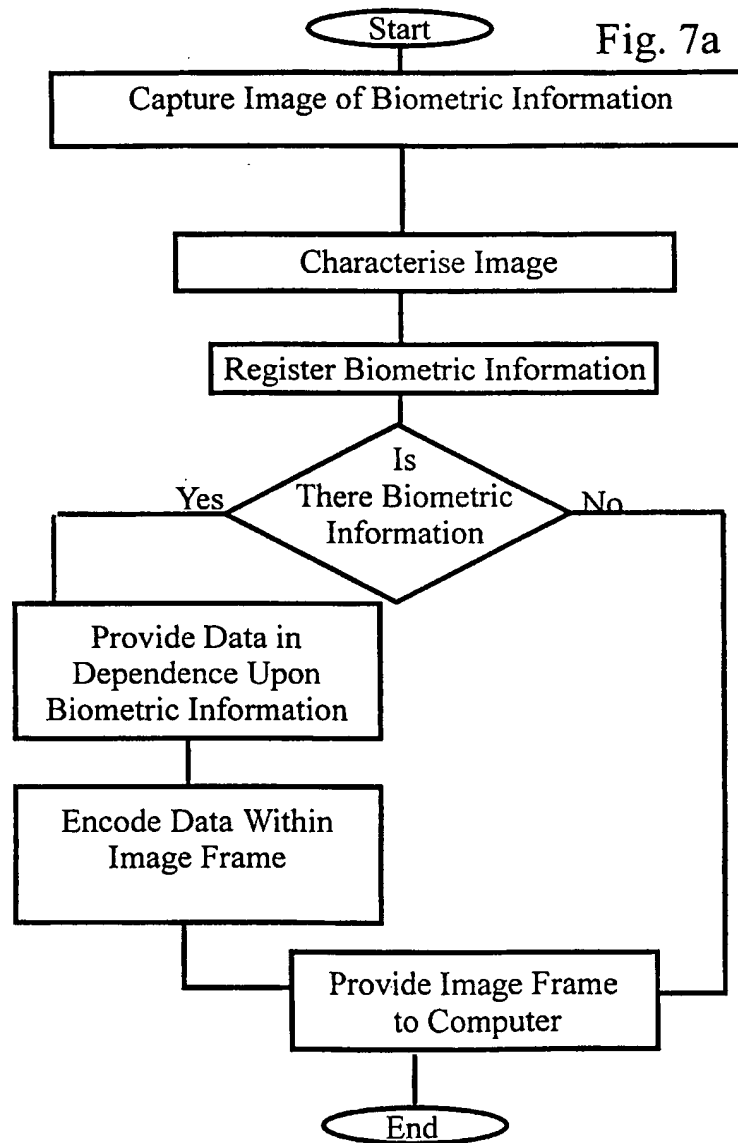 Start
Fig. 7a
Capture Image of Biometric Information
Characterise Image
Register Biometric Information
Is
There Biometric
Information
Yes
No
Provide Data in
Dependence Upon
Biometric Information
Encode Data Within
Image Frame
Provide Image Frame
to Computer
End